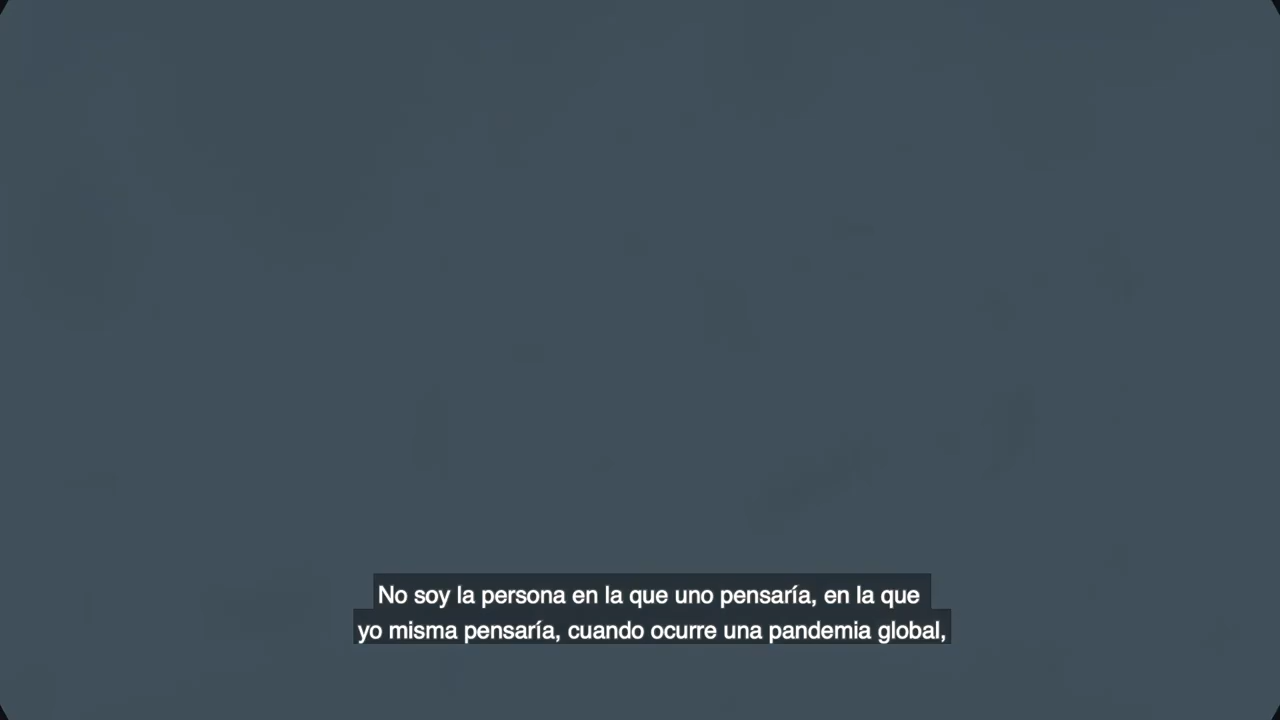 No soy la persona en la que uno pensaría, en la que
yo misma pensaría, cuando ocurre una pandemia global,